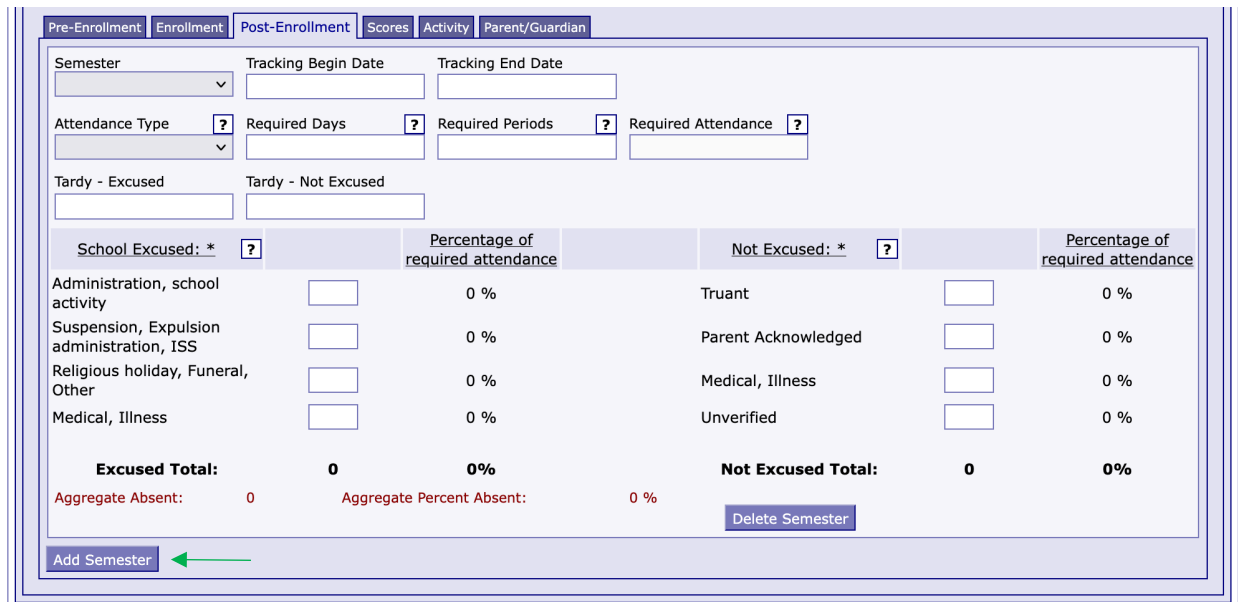 Pre-Enrollment Enrollment Post-Enrollment Scores Activity Parent/Guardian
Semester Tracking Begin Date Tracking End Date
Attendance Type ? Required Days ? Required Periods ? Required Attendance ?
Tardy - Excused Tardy - Not Excused
School Excused: * ? Percentage of required attendance Not Excused: * ? Percentage of required attendance
Administration, school
activity 0 % Truant 0 %
Suspension, Expulsion
administration, ISS 0 % Parent Acknowledged 0 %
Religious holiday, Funeral,
Other 0 % Medical, Illness 0 %
Medical, Illness 0 % Unverified 0 %
Excused Total: 0 0% Not Excused Total: 0 0%
Aggregate Absent: 0 Aggregate Percent Absent: 0 %
Delete Semester
Add Semester